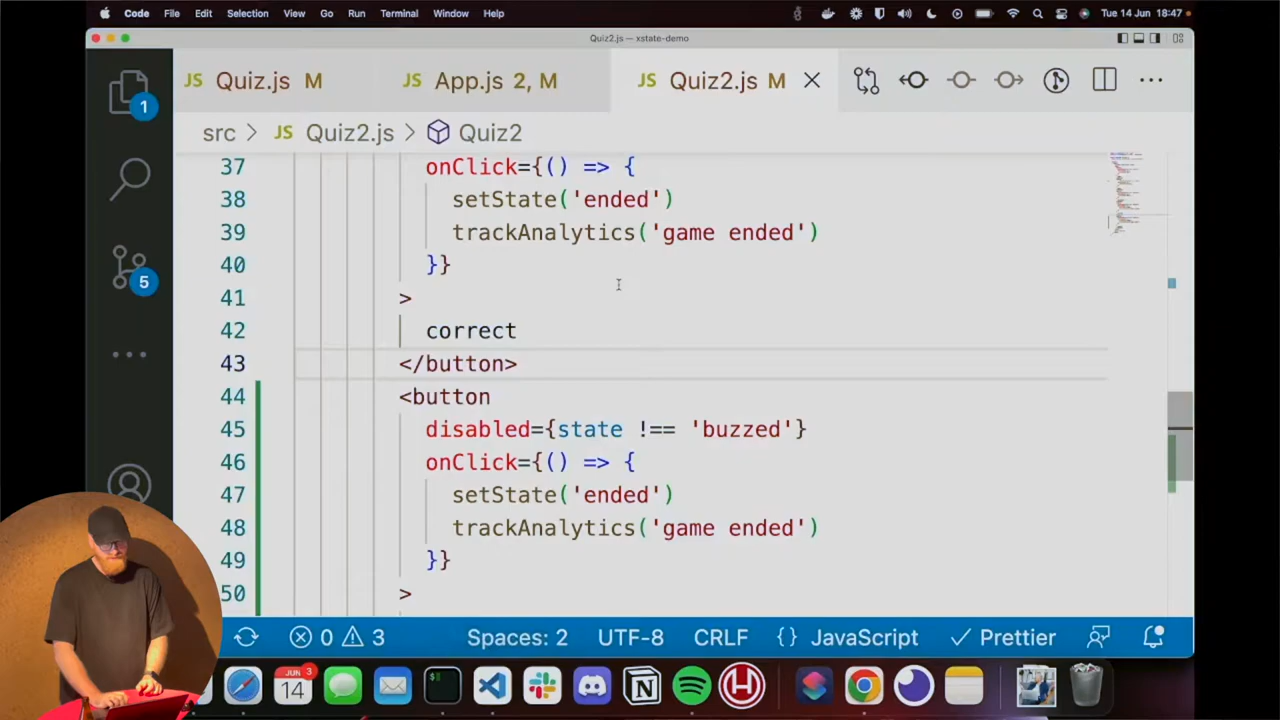 Code File Edit Selection View Go Run Terminal Window Help Tue 14 Jun 18:47
Quiz2.js — xstate-demo
JS Quiz.js M JS App.js 2, M JS Quiz2.js M
src > JS Quiz2.js > Quiz2
1
5
37 onClick={() => {
38 setState('ended')
39 trackAnalytics('game ended')
40 }}
41 >
42 correct
43 </button>
44 <button
45 disabled={state !== 'buzzed'}
46 onClick={() => {
47 setState('ended')
48 trackAnalytics('game ended')
49 }}
50 >
0 3 Spaces: 2 UTF-8 CRLF {} JavaScript Prettier
JUN 3
14